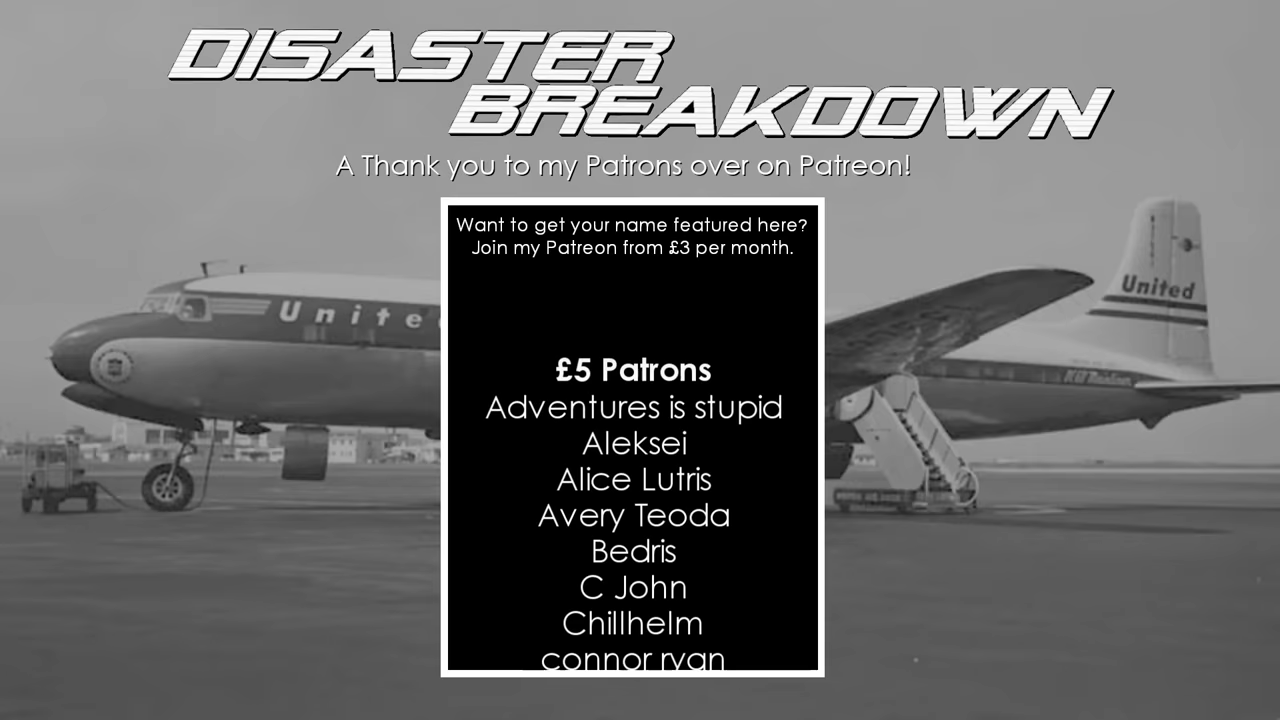 DISASTER
BREAKDOWN
A Thank you to my Patrons over on Patreon!
Want to get your name featured here?
Join my Patreon from £3 per month.
United
Unite
£5 Patrons
Adventures is stupid
Aleksei
Alice Lutris
Avery Teoda
Bedris
C John
Chillhelm
connor ryan